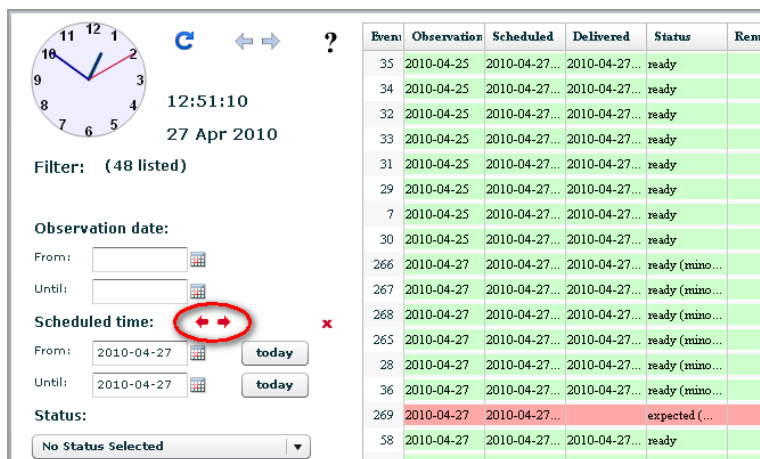 11 12 1
10 2
9 3
8 4
7 6 5
?
12:51:10
27 Apr 2010
Filter: (48 listed)
Observation date:
From:
Until:
Scheduled time: x
From: 2010-04-27 today
Until: 2010-04-27 today
Status:
No Status Selected
Even Observation Scheduled Delivered Status Rem
35 2010-04-25 2010-04-27... 2010-04-27... ready
34 2010-04-25 2010-04-27... 2010-04-27... ready
32 2010-04-25 2010-04-27... 2010-04-27... ready
33 2010-04-25 2010-04-27... 2010-04-27... ready
31 2010-04-25 2010-04-27... 2010-04-27... ready
29 2010-04-25 2010-04-27... 2010-04-27... ready
7 2010-04-25 2010-04-27... 2010-04-27... ready
30 2010-04-25 2010-04-27... 2010-04-27... ready
266 2010-04-27 2010-04-27... 2010-04-27... ready (mino...
267 2010-04-27 2010-04-27... 2010-04-27... ready (mino...
268 2010-04-27 2010-04-27... 2010-04-27... ready (mino...
265 2010-04-27 2010-04-27... 2010-04-27... ready (mino...
28 2010-04-27 2010-04-27... 2010-04-27... ready (mino...
36 2010-04-27 2010-04-27... 2010-04-27... ready (mino...
269 2010-04-27 2010-04-27... expected (...
58 2010-04-27 2010-04-27... 2010-04-27... ready